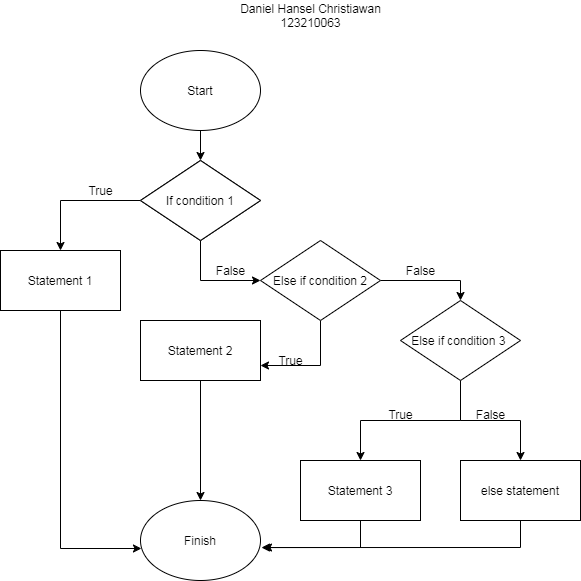 Daniel Hansel Christiawan
123210063
Start
If condition 1
True
False
Statement 1
Else if condition 2
False
True
Statement 2
Else if condition 3
True
False
Statement 3
else statement
Finish